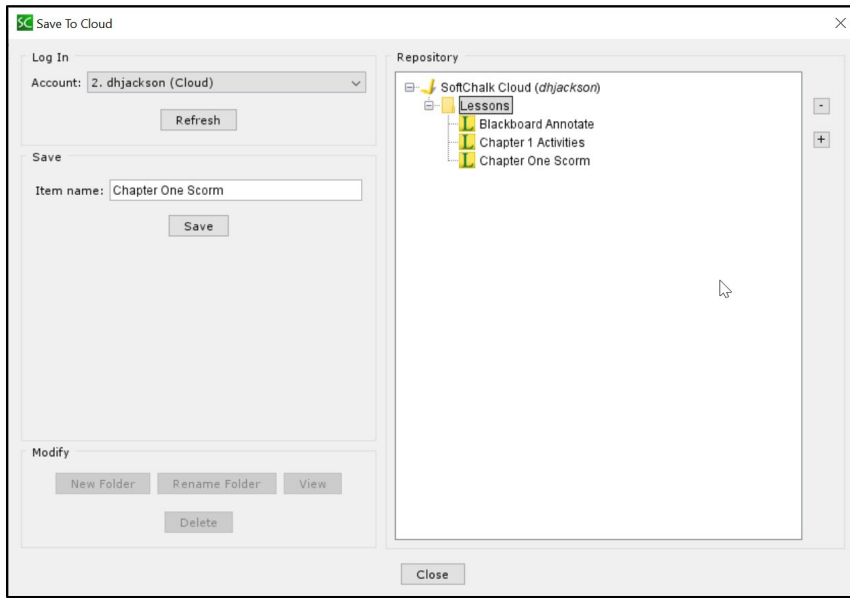 SC Save To Cloud
Log In
Account: 2. dhjackson (Cloud)
Refresh
Save
Item name: Chapter One Scorm
Save
Modify
New Folder Rename Folder View
Delete
Repository
SoftChalk Cloud (dhjackson)
Lessons
L Blackboard Annotate
L Chapter 1 Activities
L Chapter One Scorm
-
+
Close